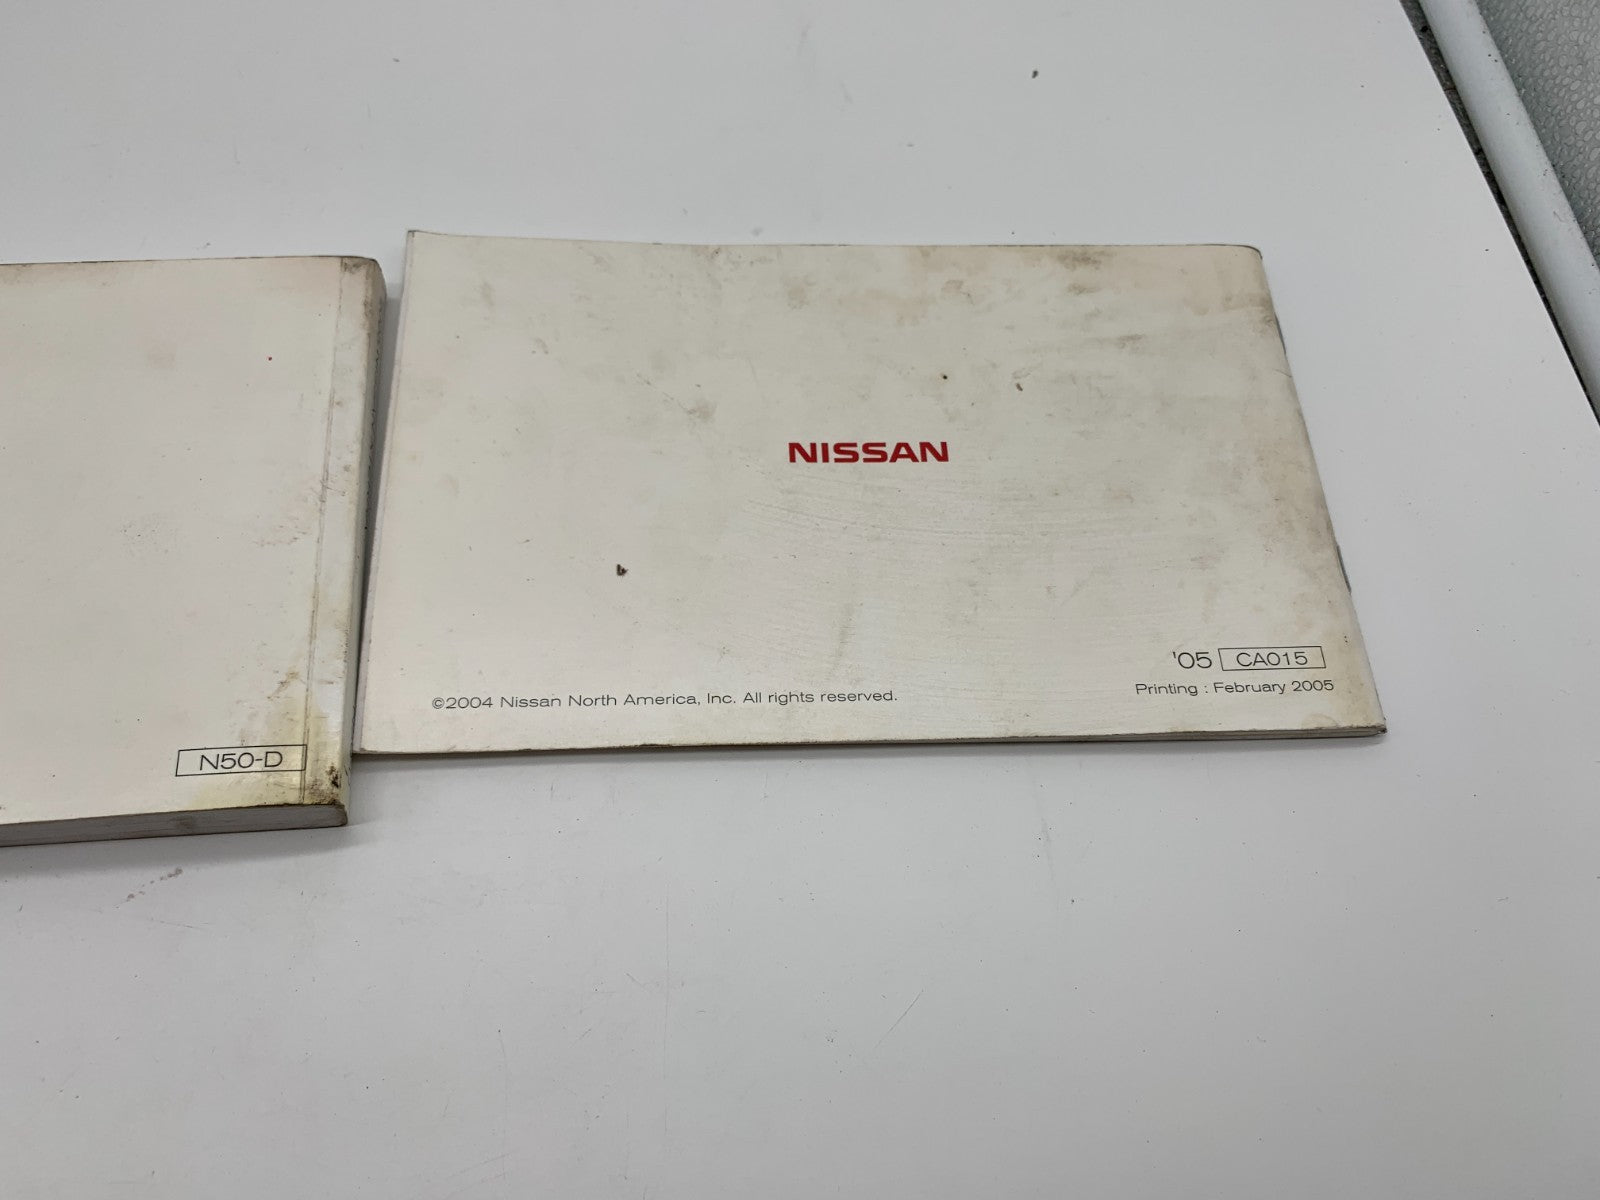 N50-D
NISSAN
'05 CA015
Printing : February 2005
©2004 Nissan North America, Inc. All rights reserved.